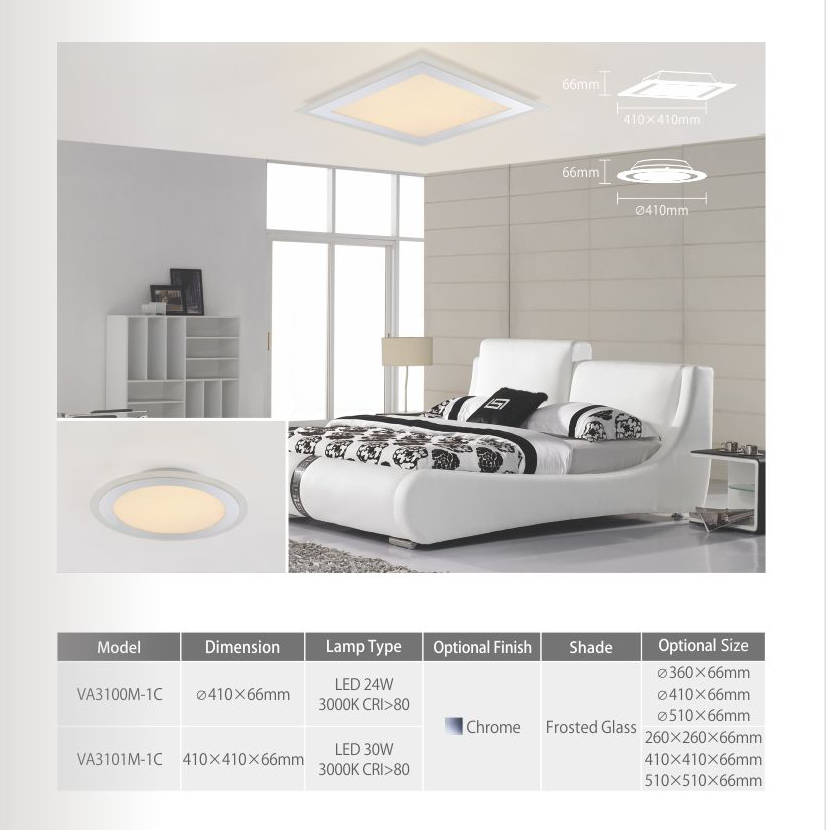 66mm
410×410mm
66mm
⌀410mm
Model Dimension Lamp Type Optional Finish Shade Optional Size
VA3100M-1C ⌀410×66mm LED 24W
3000K CRI>80
Chrome Frosted Glass
⌀360×66mm
⌀410×66mm
⌀510×66mm
VA3101M-1C 410×410×66mm LED 30W
3000K CRI>80
260×260×66mm
410×410×66mm
510×510×66mm